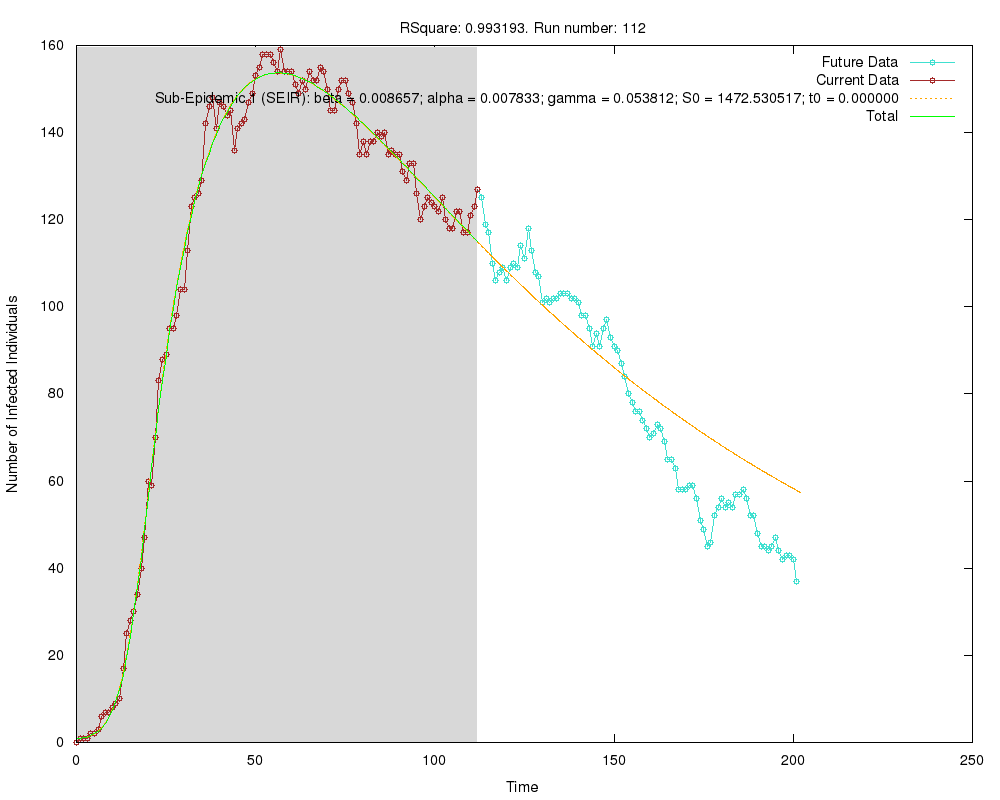 RSquare: 0.993193. Run number: 112
Future Data
Current Data
Sub-Epidemic 1 (SEIR): beta = 0.008657; alpha = 0.007833; gamma = 0.053812; S0 = 1472.530517; t0 = 0.000000
Total
160
140
120
100
80
60
40
20
0
Number of Infected Individuals
0 50 100 150 200 250
Time